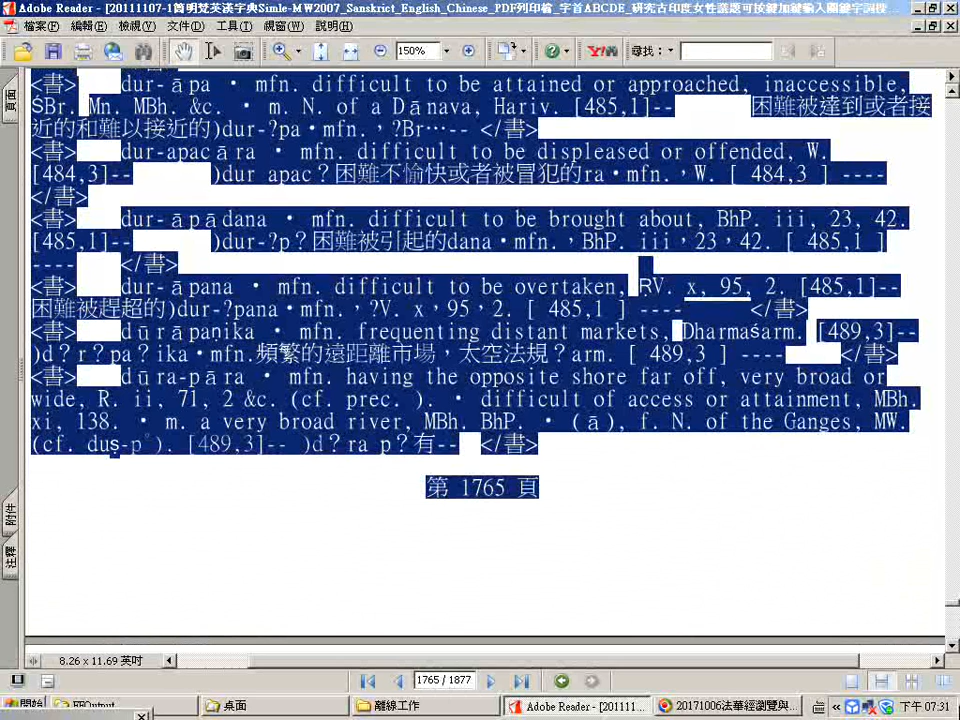 Adobe Reader - [20111107-1簡明梵英漢字典Simle-MW2007_Sanskrict_English_Chinese_PDF列印檔_字首ABCDE_研究古印度女性議題可按鍵
檔案(F) 編輯(E) 檢視(V) 文件(D) 工具(T) 視窗(W) 說明(H)
150% 尋找：
頁面
<書> dur-āpa • mfn. difficult to be attained or approached, inaccessible,
ŚBr. Mn. MBh. &c. • m. N. of a Dānava, Hariv. [485,1]-- 困難被達到或者接
近的和難以接近的)dur-?pa•mfn.，?Br…-- </書>
<書> dur-apacāra • mfn. difficult to be displeased or offended, W.
[484,3]-- )dur apac？困難不愉快或者被冒犯的ra•mfn.，W. [ 484,3 ] ----
</書>
<書> dur-āpādana • mfn. difficult to be brought about, BhP. iii, 23, 42.
[485,1]-- )dur-?p？困難被引起的dana•mfn.，BhP. iii，23，42. [ 485,1 ]
---- </書>
<書> dur-āpana • mfn. difficult to be overtaken, ṚV. x, 95, 2. [485,1]--
困難被趕超的)dur-?pana•mfn.，?V. x，95，2. [ 485,1 ] ---- </書>
<書> dūrāpaṇika • mfn. frequenting distant markets, Dharmaśarm. [489,3]--
)d？r？pa？ika•mfn.頻繁的遠距離市場，太空法規？arm. [ 489,3 ] ---- </書>
<書> dūra-pāra • mfn. having the opposite shore far off, very broad or
wide, R. ii, 71, 2 &c. (cf. prec. ). • difficult of access or attainment, MBh.
xi, 138. • m. a very broad river, MBh. BhP. • (ā), f. N. of the Ganges, MW.
(cf. duṣ-p°). [489,3]-- )d？ra p？有-- </書>
第 1765 頁
附件
注釋
8.26 x 11.69 英吋
1765 / 1877
開始 FFOutput 桌面 離線工作 Adobe Reader - [2011... 20171006法華經瀏覽與... 下午 07:31